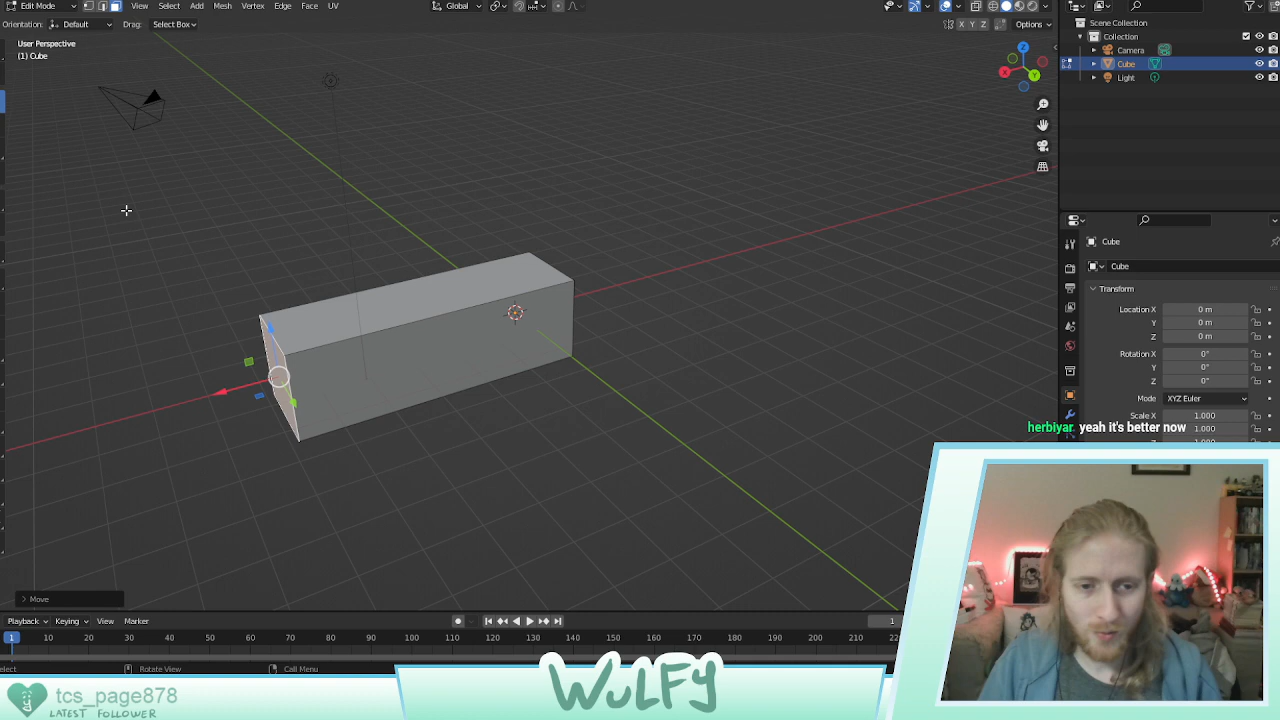 Edit Mode View Select Add Mesh Vertex Edge Face UV Global Options
Orientation: Default Drag: Select Box X Y Z
User Perspective
(1) Cube
Z
X
Y
Scene Collection
Collection
Camera
Cube
Light
Cube
Cube
Transform
Location X 0 m
Y 0 m
Z 0 m
Rotation X 0°
Y 0°
Z 0°
Mode XYZ Euler
Scale X 1.000
1.000
herbiyar yeah it's better now
Move
Playback Keying View Marker 1
1 10 20 30 40 50 60 70 80 90 100 110 120 130 140 150 160 170 180 190 200 210
Rotate View Call Menu
WULFY
tcs_page878
LATEST FOLLOWER